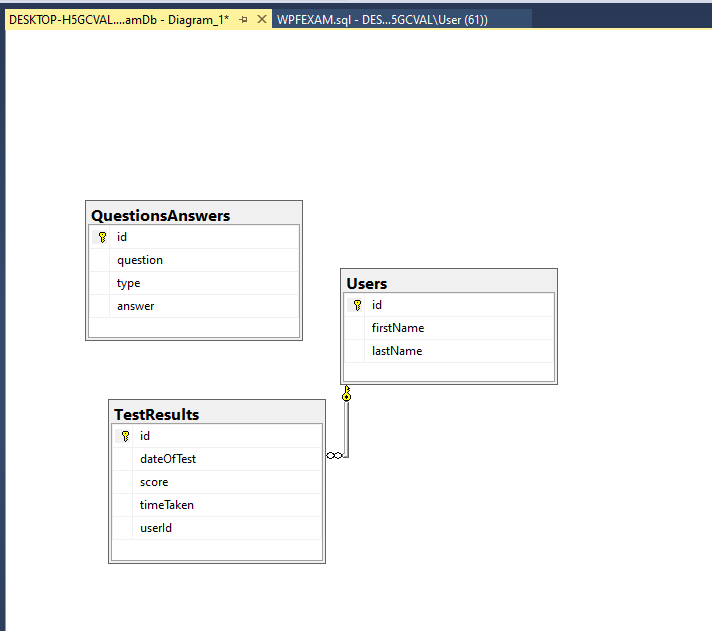 DESKTOP-H5GCVAL....amDb - Diagram_1*
WPFEXAM.sql - DES...5GCVAL\User (61))
QuestionsAnswers
id
question
type
answer
Users
id
firstName
lastName
TestResults
id
dateOfTest
score
timeTaken
userId